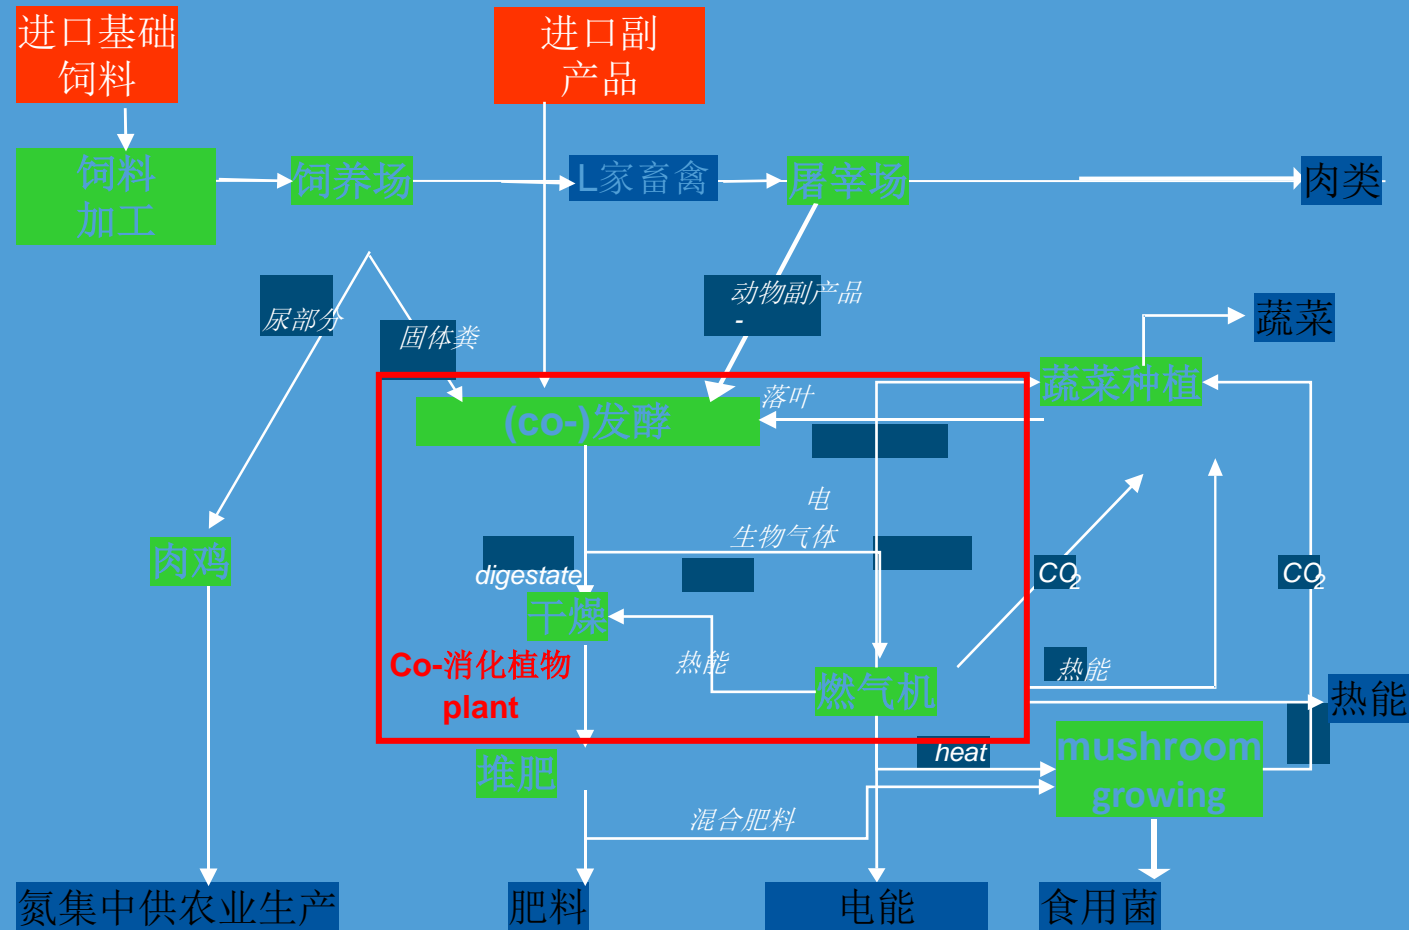 进口基础
饲料
进口副
产品
饲料
加工
饲养场
L家畜禽
屠宰场
肉类
尿部分
固体粪
动物副产品
-
蔬菜
蔬菜种植
落叶
(co-)发酵
电
生物气体
肉鸡
digestate
干燥
CO2
CO2
Co-消化植物
plant
热能
燃气机
热能
热能
堆肥
heat
mushroom
growing
混合肥料
氮集中供农业生产
肥料
电能
食用菌